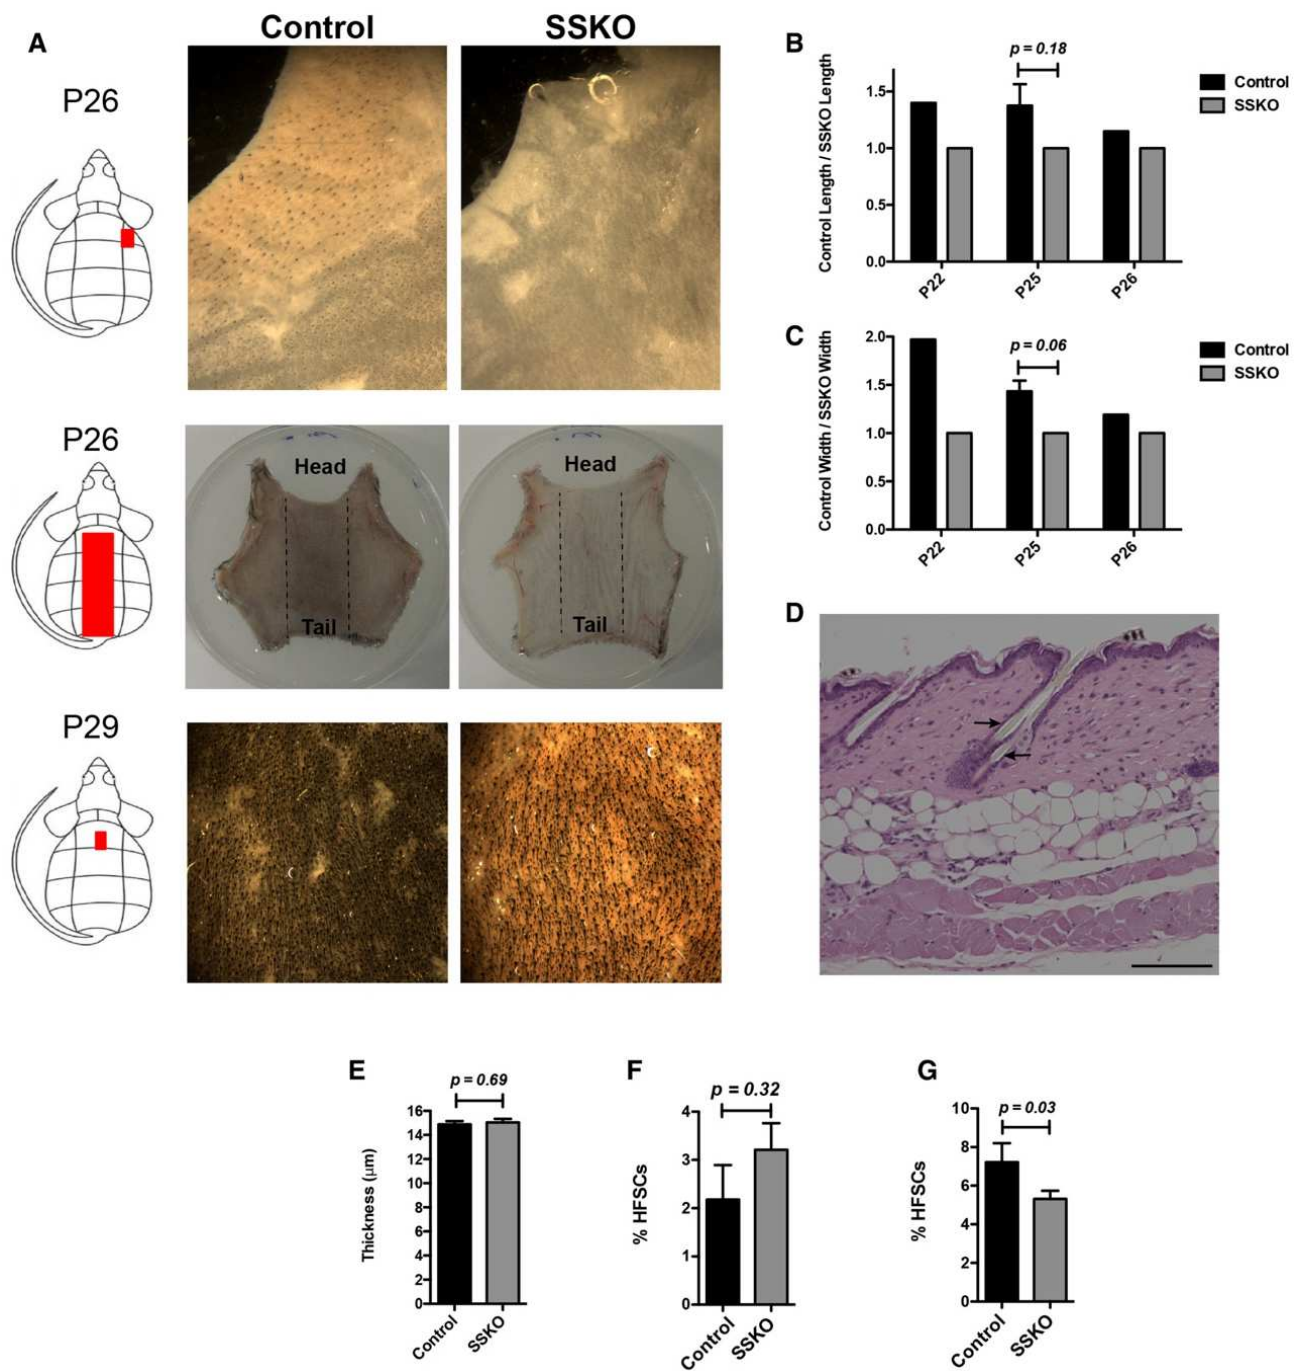 Control SSKO
A
P26
P26
Head
Tail
Head
Tail
P29
B
p = 0.18
Control Length / SSKO Length
1.5
1.0
0.5
0.0
P22 P25 P26
Control
SSKO
C
p = 0.06
Control Width / SSKO Width
2.0
1.5
1.0
0.5
0.0
P22 P25 P26
Control
SSKO
D
E
p = 0.69
Thickness (μm)
16
14
12
10
8
6
4
2
0
Control SSKO
F
p = 0.32
% HFSCs
4
3
2
1
0
Control SSKO
G
p = 0.03
% HFSCs
10
8
6
4
2
0
Control SSKO